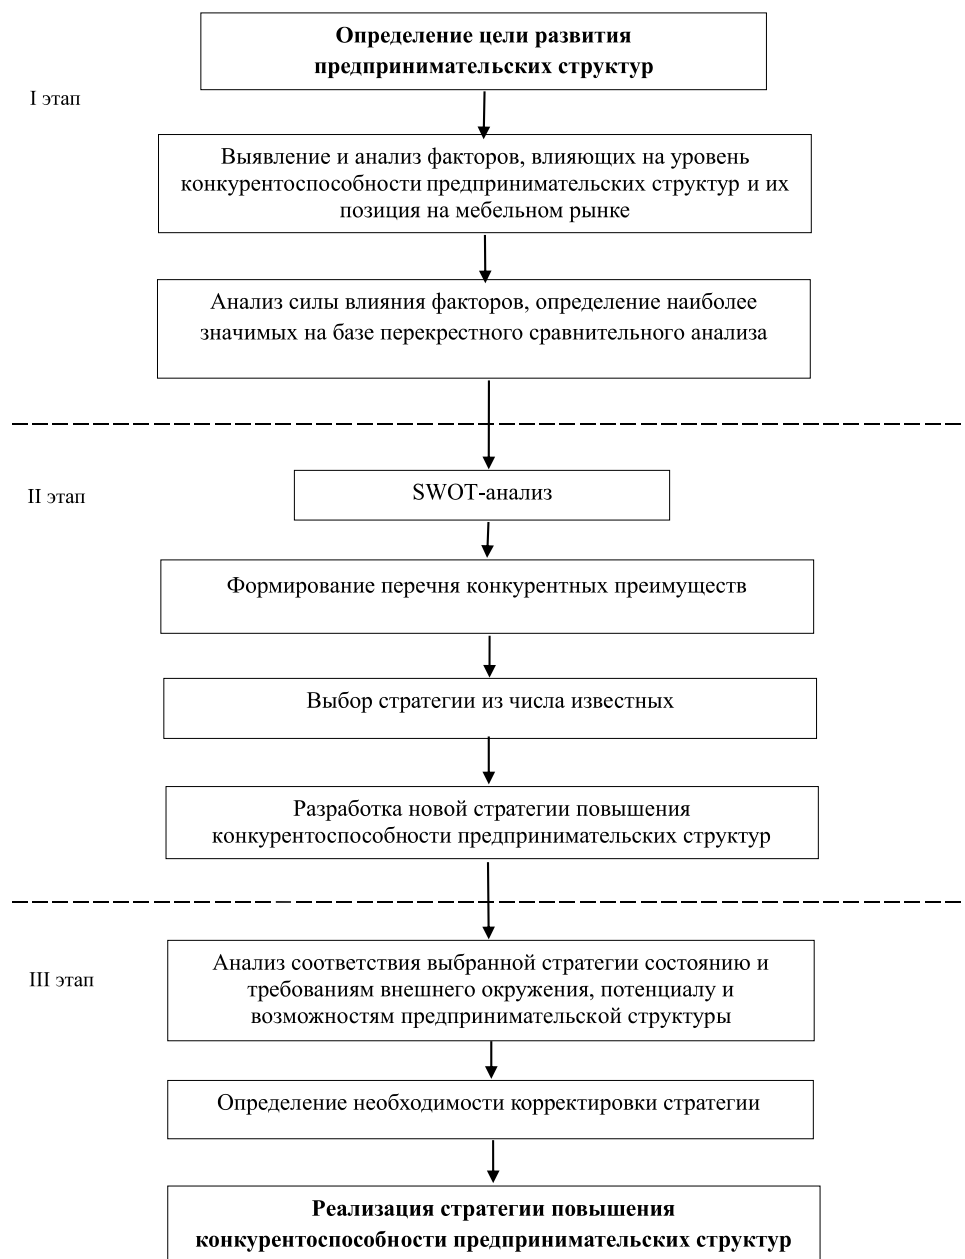 Определение цели развития
предпринимательских структур
I этап
Выявление и анализ факторов, влияющих на уровень
конкурентоспособности предпринимательских структур и их
позиция на мебельном рынке
Анализ силы влияния факторов, определение наиболее
значимых на базе перекрестного сравнительного анализа
II этап
SWOT-анализ
Формирование перечня конкурентных преимуществ
Выбор стратегии из числа известных
Разработка новой стратегии повышения
конкурентоспособности предпринимательских структур
III этап
Анализ соответствия выбранной стратегии состоянию и
требованиям внешнего окружения, потенциалу и
возможностям предпринимательской структуры
Определение необходимости корректировки стратегии
Реализация стратегии повышения
конкурентоспособности предпринимательских структур